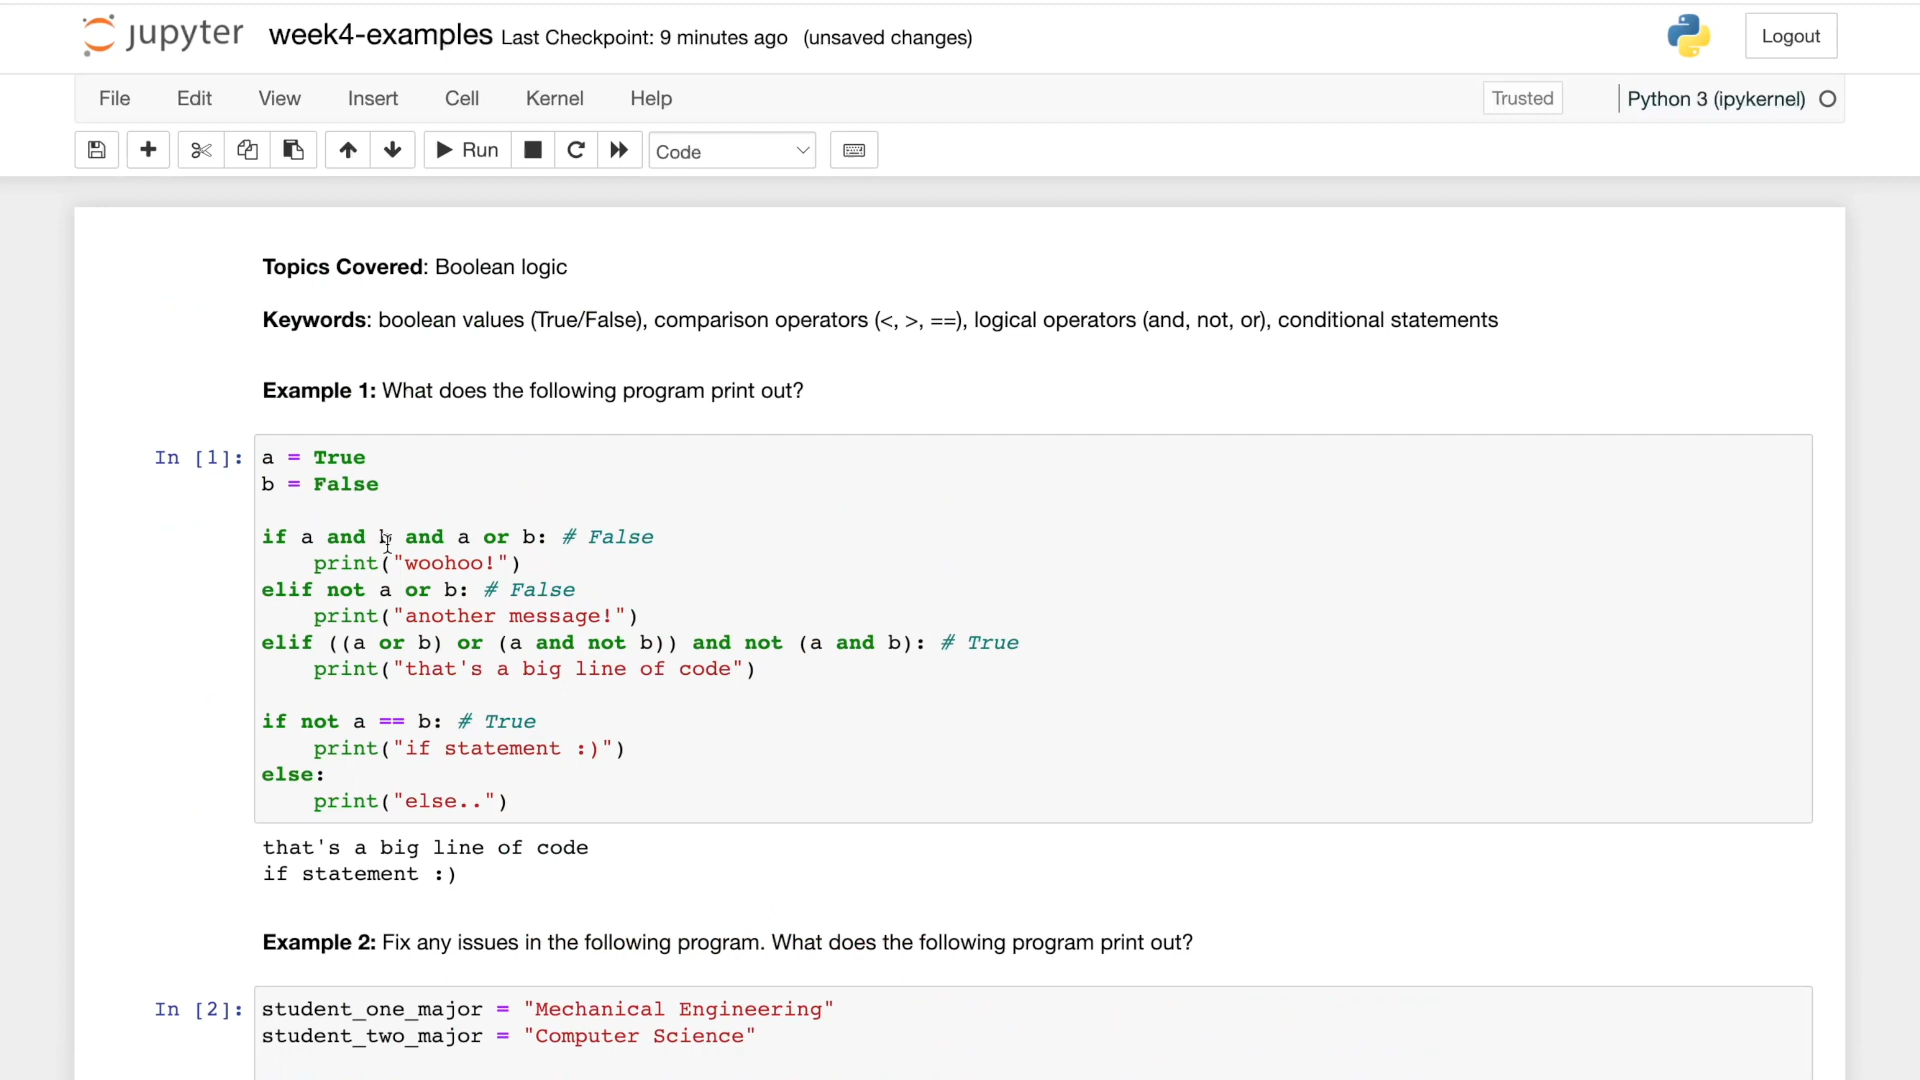 jupyter week4-examples Last Checkpoint: 9 minutes ago (unsaved changes) Logout
File Edit View Insert Cell Kernel Help Trusted Python 3 (ipykernel)
Run Code
Topics Covered: Boolean logic
Keywords: boolean values (True/False), comparison operators (<, >, ==), logical operators (and, not, or), conditional statements
Example 1: What does the following program print out?
In [1]: a = True
b = False
if a and b and a or b: # False
    print("woohoo!")
elif not a or b: # False
    print("another message!")
elif ((a or b) or (a and not b)) and not (a and b): # True
    print("that's a big line of code")
if not a == b: # True
    print("if statement :)")
else:
    print("else..")
that's a big line of code
if statement :)
Example 2: Fix any issues in the following program. What does the following program print out?
In [2]: student_one_major = "Mechanical Engineering"
student_two_major = "Computer Science"